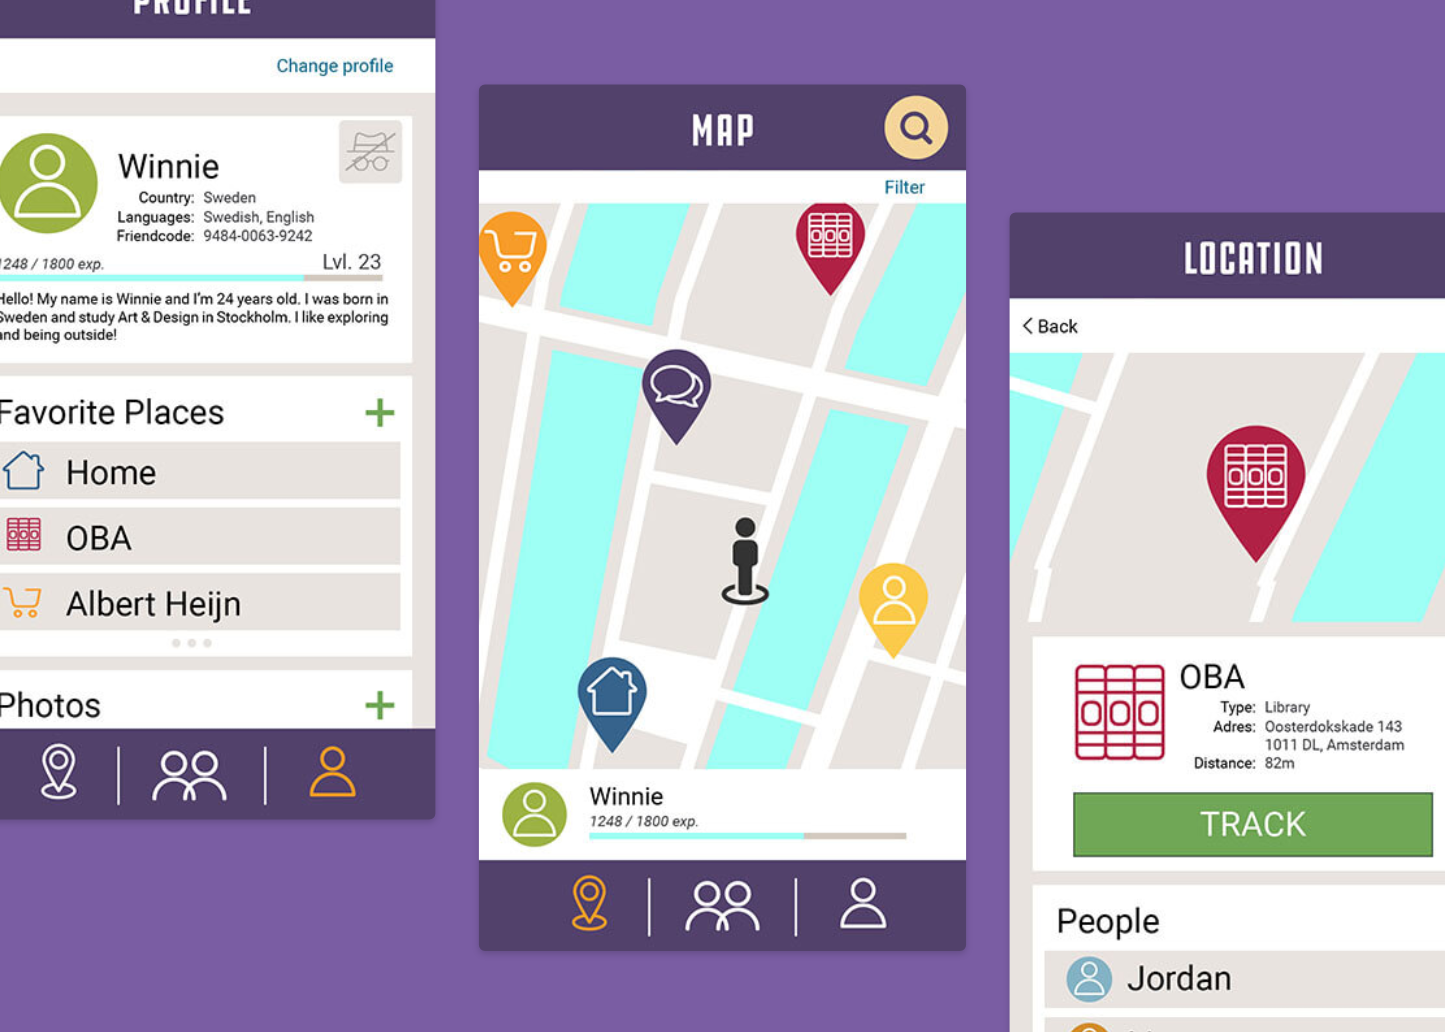 PROFILE
Change profile
Winnie
Country: Sweden
Languages: Swedish, English
Friendcode: 9484-0063-9242
1248 / 1800 exp.
Lvl. 23
Hello! My name is Winnie and I'm 24 years old. I was born in
Sweden and study Art & Design in Stockholm. I like exploring
and being outside!
Favorite Places
Home
OBA
Albert Heijn
Photos
MAP
Filter
Winnie
1248 / 1800 exp.
LOCATION
Back
OBA
Type: Library
Adres: Oosterdokskade 143
1011 DL, Amsterdam
Distance: 82m
TRACK
People
Jordan